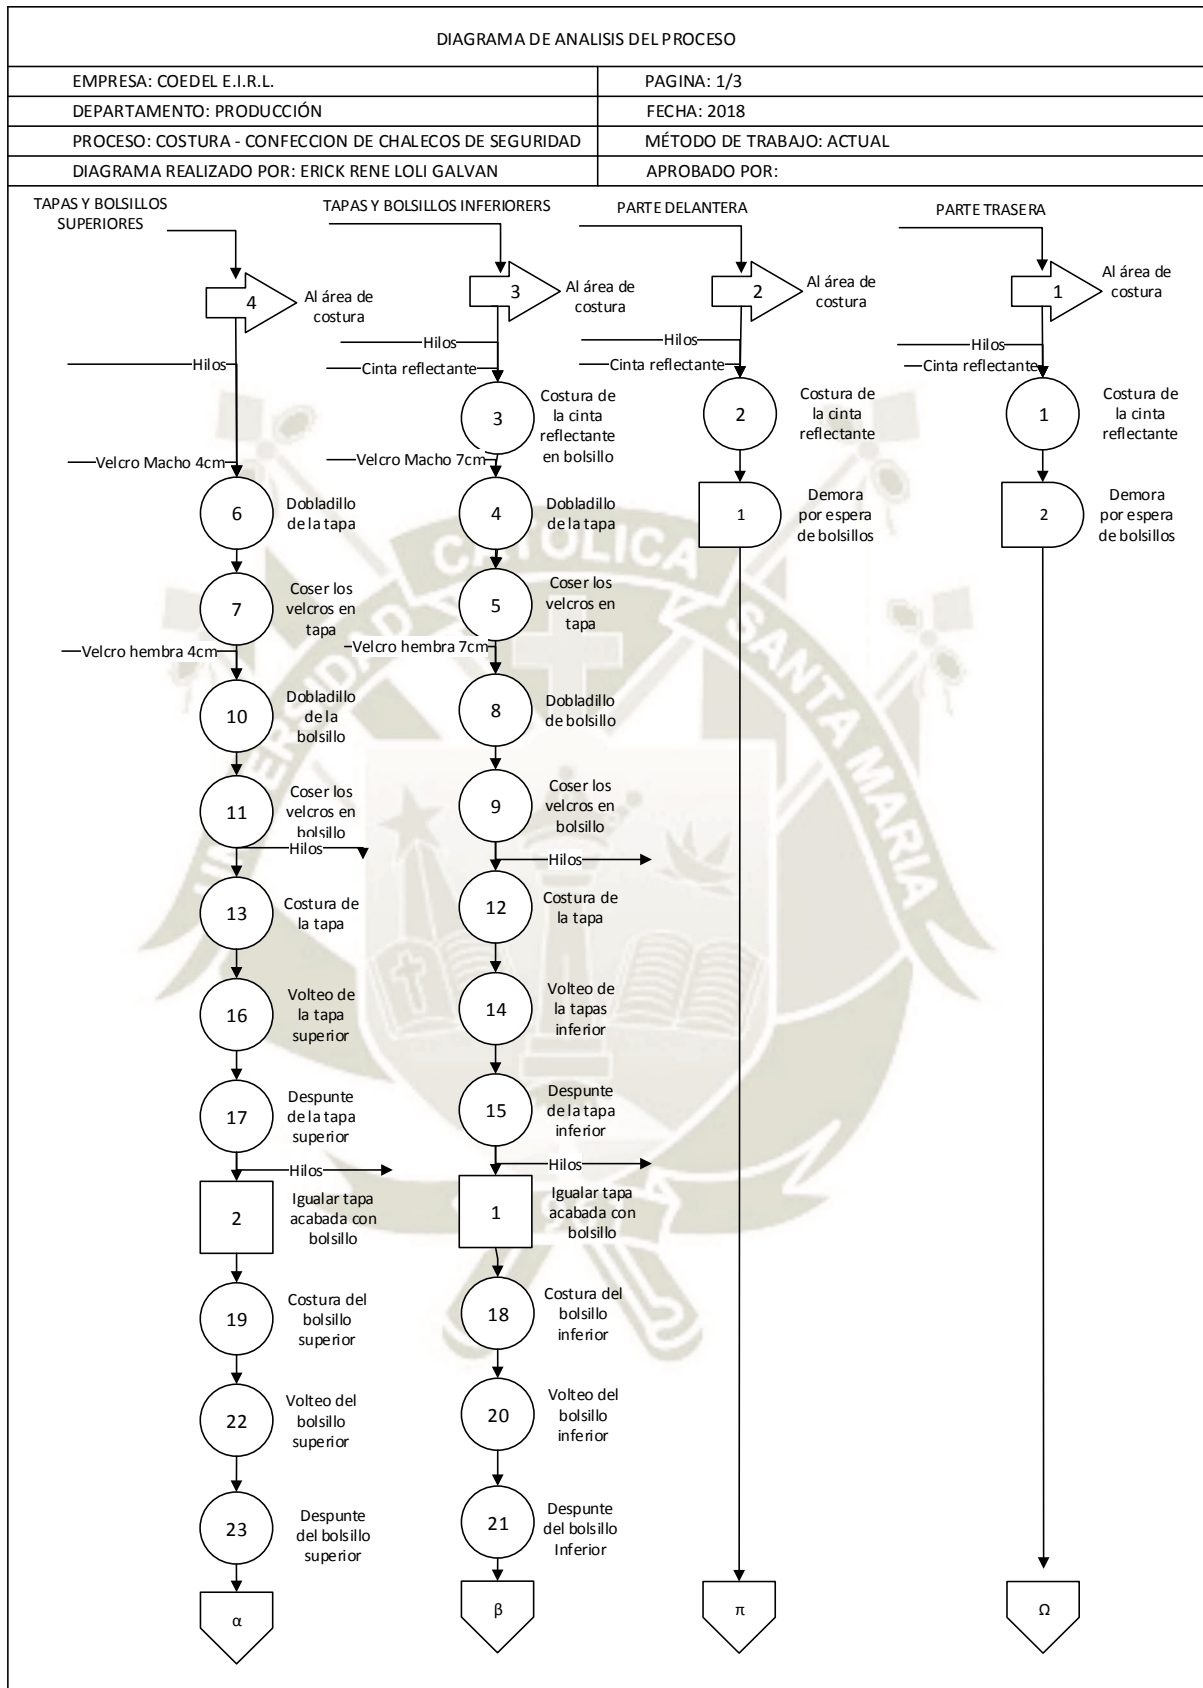 DIAGRAMA DE ANALISIS DEL PROCESO
EMPRESA: COEDEL E.I.R.L.
PAGINA: 1/3
DEPARTAMENTO: PRODUCCIÓN
FECHA: 2018
PROCESO: COSTURA - CONFECCION DE CHALECOS DE SEGURIDAD
MÉTODO DE TRABAJO: ACTUAL
DIAGRAMA REALIZADO POR: ERICK RENE LOLI GALVAN
APROBADO POR:
TAPAS Y BOLSILLOS
SUPERIORES
4
Al área de
costura
Hilos
Velcro Macho 4cm
6
Dobladillo
de la tapa
7
Coser los
velcros en
tapa
Velcro hembra 4cm
10
Dobladillo
de la
bolsillo
11
Coser los
velcros en
bolsillo
Hilos
13
Costura de
la tapa
16
Volteo de
la tapa
superior
17
Despunte
de la tapa
superior
Hilos
2
Igualar tapa
acabada con
bolsillo
19
Costura del
bolsillo
superior
22
Volteo del
bolsillo
superior
23
Despunte
del bolsillo
superior
α
TAPAS Y BOLSILLOS INFERIORERS
3
Al área de
costura
Hilos
Cinta reflectante
3
Costura de
la cinta
reflectante
en bolsillo
Velcro Macho 7cm
4
Dobladillo
de la tapa
5
Coser los
velcros en
tapa
Velcro hembra 7cm
8
Dobladillo
de bolsillo
9
Coser los
velcros en
bolsillo
Hilos
12
Costura de
la tapa
14
Volteo de
la tapas
inferior
15
Despunte
de la tapa
inferior
Hilos
1
Igualar tapa
acabada con
bolsillo
18
Costura del
bolsillo
inferior
20
Volteo del
bolsillo
inferior
21
Despunte
del bolsillo
Inferior
β
PARTE DELANTERA
2
Al área de
costura
Hilos
Cinta reflectante
2
Costura de
la cinta
reflectante
1
Demora
por espera
de bolsillos
π
PARTE TRASERA
1
Al área de
costura
Hilos
Cinta reflectante
1
Costura de
la cinta
reflectante
2
Demora
por espera
de bolsillos
Ω
UNIVERSIDAD CATOLICA SANTA MARIA